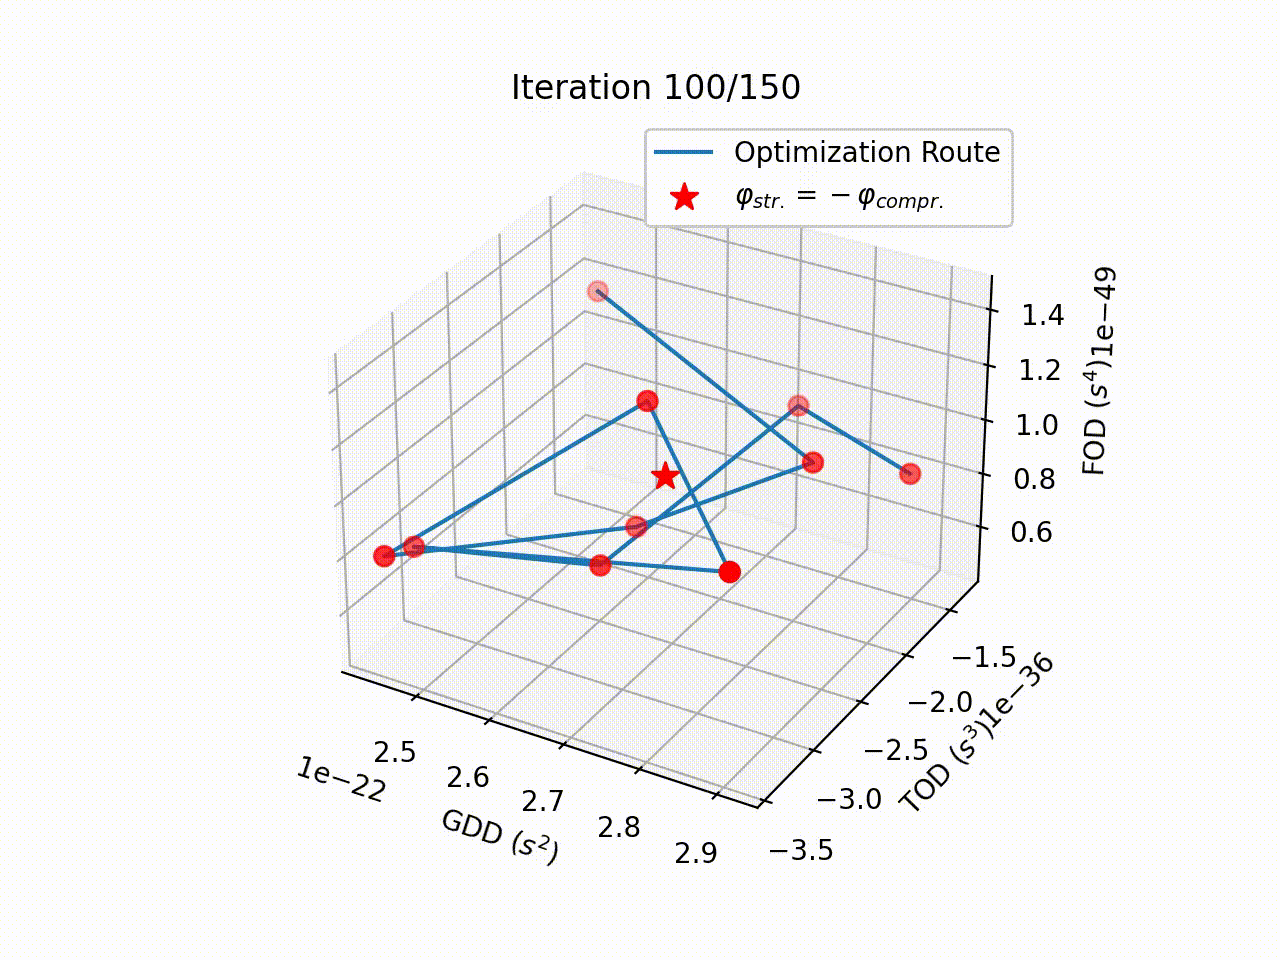 Iteration 100/150
Optimization Route
φstr. = −φcompr.
1.4
1.2
1.0
0.8
0.6
FOD (s⁴)1e−49
−1.5
−2.0
−2.5
−3.0
−3.5
TOD (s³)1e−36
2.5
2.6
2.7
2.8
2.9
1e−22
GDD (s²)